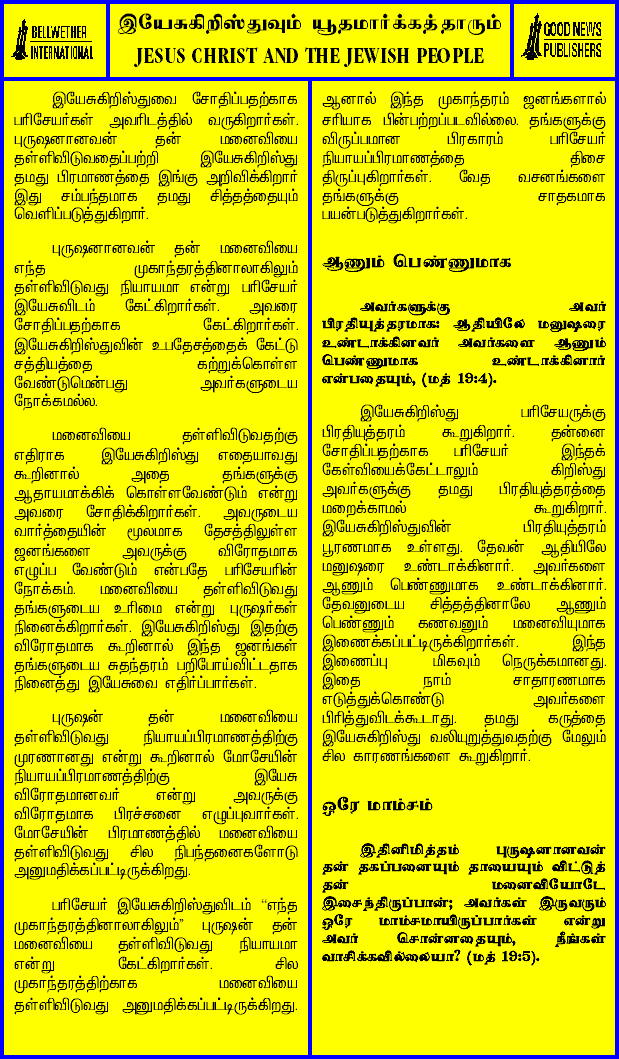 BELLWETHER
INTERNATIONAL
இயேசுகிறிஸ்துவும் யூதமார்க்கத்தாரும்
JESUS CHRIST AND THE JEWISH PEOPLE
GOOD NEWS
PUBLISHERS
இயேசுகிறிஸ்துவை சோதிப்பதற்காக
பரிசேயர்கள் அவரிடத்தில் வருகிறார்கள்.
புருஷனானவன் தன் மனைவியை
தள்ளிவிடுவதைப்பற்றி இயேசுகிறிஸ்து
தமது பிரமாணத்தை இங்கு அறிவிக்கிறார்
இது சம்பந்தமாக தமது சித்தத்தையும்
வெளிப்படுத்துகிறார்.
புருஷனானவன் தன் மனைவியை
எந்த முகாந்தரத்தினாலாகிலும்
தள்ளிவிடுவது நியாயமா என்று பரிசேயர்
இயேசுவிடம் கேட்கிறார்கள். அவரை
சோதிப்பதற்காக கேட்கிறார்கள்.
இயேசுகிறிஸ்துவின் உபதேசத்தைக் கேட்டு
சத்தியத்தை கற்றுக்கொள்ள
வேண்டுமென்பது அவர்களுடைய
நோக்கமல்ல.
மனைவியை தள்ளிவிடுவதற்கு
எதிராக இயேசுகிறிஸ்து எதையாவது
கூறினால் அதை தங்களுக்கு
ஆதாயமாக்கிக் கொள்ளவேண்டும் என்று
அவரை சோதிக்கிறார்கள். அவருடைய
வார்த்தையின் மூலமாக தேசத்திலுள்ள
ஜனங்களை அவருக்கு விரோதமாக
எழுப்ப வேண்டும் என்பதே பரிசேயரின்
நோக்கம். மனைவியை தள்ளிவிடுவது
தங்களுடைய உரிமை என்று புருஷர்கள்
நினைக்கிறார்கள். இயேசுகிறிஸ்து இதற்கு
விரோதமாக கூறினால் இந்த ஜனங்கள்
தங்களுடைய சுதந்தரம் பறிபோய்விட்டதாக
நினைத்து இயேசுவை எதிர்ப்பார்கள்.
புருஷன் தன் மனைவியை
தள்ளிவிடுவது நியாயப்பிரமாணத்திற்கு
முரணானது என்று கூறினால் மோசேயின்
நியாயப்பிரமாணத்திற்கு இயேசு
விரோதமானவர் என்று அவருக்கு
விரோதமாக பிரச்சனை எழுப்புவார்கள்.
மோசேயின் பிரமாணத்தில் மனைவியை
தள்ளிவிடுவது சில நிபந்தனைகளோடு
அனுமதிக்கப்பட்டிருக்கிறது.
பரிசேயர் இயேசுகிறிஸ்துவிடம் “எந்த
முகாந்தரத்தினாலாகிலும்” புருஷன் தன்
மனைவியை தள்ளிவிடுவது நியாயமா
என்று கேட்கிறார்கள். சில
முகாந்தரத்திற்காக மனைவியை
தள்ளிவிடுவது அனுமதிக்கப்பட்டிருக்கிறது.
ஆனால் இந்த முகாந்தரம் ஜனங்களால்
சரியாக பின்பற்றப்படவில்லை. தங்களுக்கு
விருப்பமான பிரகாரம் பரிசேயர்
நியாயப்பிரமாணத்தை திசை
திருப்புகிறார்கள். வேத வசனங்களை
தங்களுக்கு சாதகமாக
பயன்படுத்துகிறார்கள்.
ஆணும் பெண்ணுமாக
அவர்களுக்கு அவர்
பிரதியுத்தரமாக: ஆதியிலே மனுஷரை
உண்டாக்கினவர் அவர்களை ஆணும்
பெண்ணுமாக உண்டாக்கினார்
என்பதையும், (மத் 19:4).
இயேசுகிறிஸ்து பரிசேயருக்கு
பிரதியுத்தரம் கூறுகிறார். தன்னை
சோதிப்பதற்காக பரிசேயர் இந்தக்
கேள்வியைக்கேட்டாலும் கிறிஸ்து
அவர்களுக்கு தமது பிரதியுத்தரத்தை
மறைக்காமல் கூறுகிறார்.
இயேசுகிறிஸ்துவின் பிரதியுத்தரம்
பூரணமாக உள்ளது. தேவன் ஆதியிலே
மனுஷரை உண்டாக்கினார். அவர்களை
ஆணும் பெண்ணுமாக உண்டாக்கினார்.
தேவனுடைய சித்தத்தினாலே ஆணும்
பெண்ணும் கணவனும் மனைவியுமாக
இணைக்கப்பட்டிருக்கிறார்கள். இந்த
இணைப்பு மிகவும் நெருக்கமானது.
இதை நாம் சாதாரணமாக
எடுத்துக்கொண்டு அவர்களை
பிரித்துவிடக்கூடாது. தமது கருத்தை
இயேசுகிறிஸ்து வலியுறுத்துவதற்கு மேலும்
சில காரணங்களை கூறுகிறார்.
ஒரே மாம்சம்
இதினிமித்தம் புருஷனானவன்
தன் தகப்பனையும் தாயையும் விட்டுத்
தன் மனைவியோடே
இசைந்திருப்பான்; அவர்கள் இருவரும்
ஒரே மாம்சமாயிருப்பார்கள் என்று
அவர் சொன்னதையும், நீங்கள்
வாசிக்கவில்லையா? (மத் 19:5).